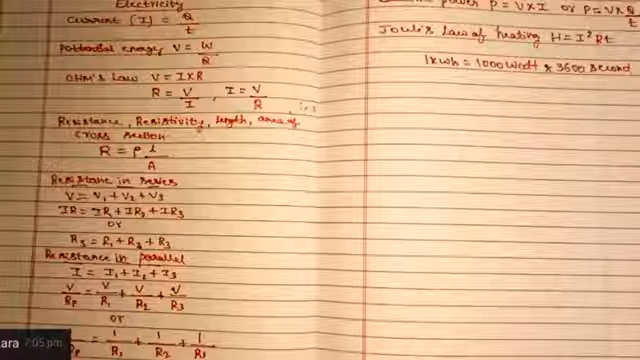 Electricity
Current (I) = Q/t
Potential energy V = W/Q
OHM's Law V = I×R
R = V/I , I = V/R
Resistance, Resistivity, length, area of
cross section
R = ρ l/A
Resistane in series
V = V1 + V2 + V3
IR = IR1 + IR2 + IR3
or
Rs = R1 + R2 + R3
Resistance in parallel
I = I1 + I2 + I3
V/Rp = V/R1 + V/R2 + V/R3
or
1/R1 + 1/R2 + 1/R3
power P = V×I or P = V×Q/t
Joul's Law of heating H = I²Rt
1kwh = 1000 watt × 3600 second
ara 7:05 pm